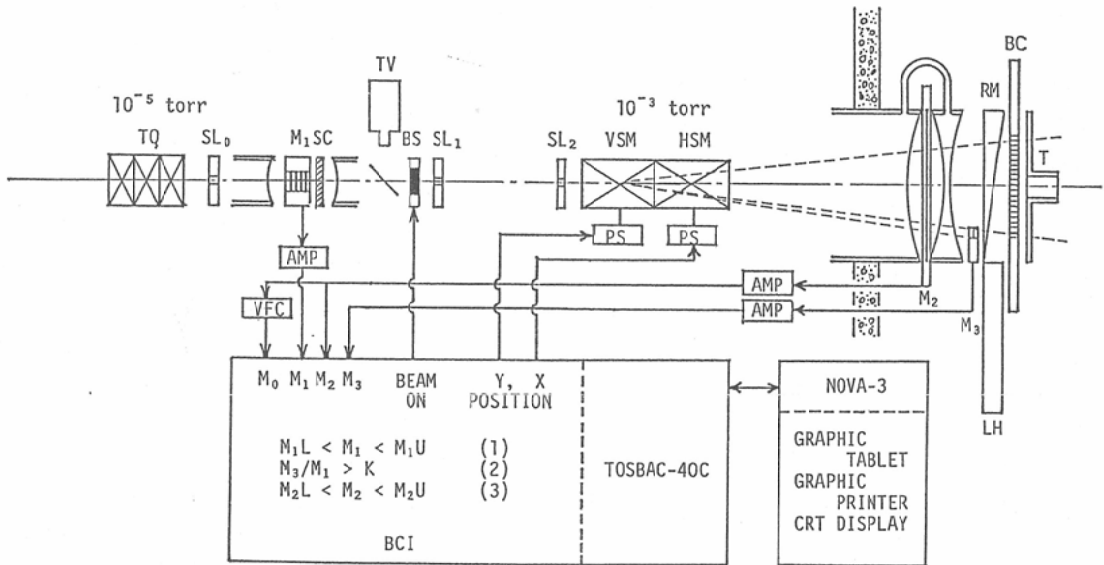 TV
BC
10⁻⁵ torr
10⁻³ torr
RM
TQ SL₀ M₁ SC BS SL₁ SL₂ VSM HSM
T
PS PS
AMP
AMP
VFC
AMP
M₂
M₃
M₀ M₁ M₂ M₃ BEAM ON Y, X POSITION
NOVA-3
LH
M₁L < M₁ < M₁U (1)
M₃/M₁ > K (2)
M₂L < M₂ < M₂U (3)
TOSBAC-40C
GRAPHIC
TABLET
GRAPHIC
PRINTER
CRT DISPLAY
BCI